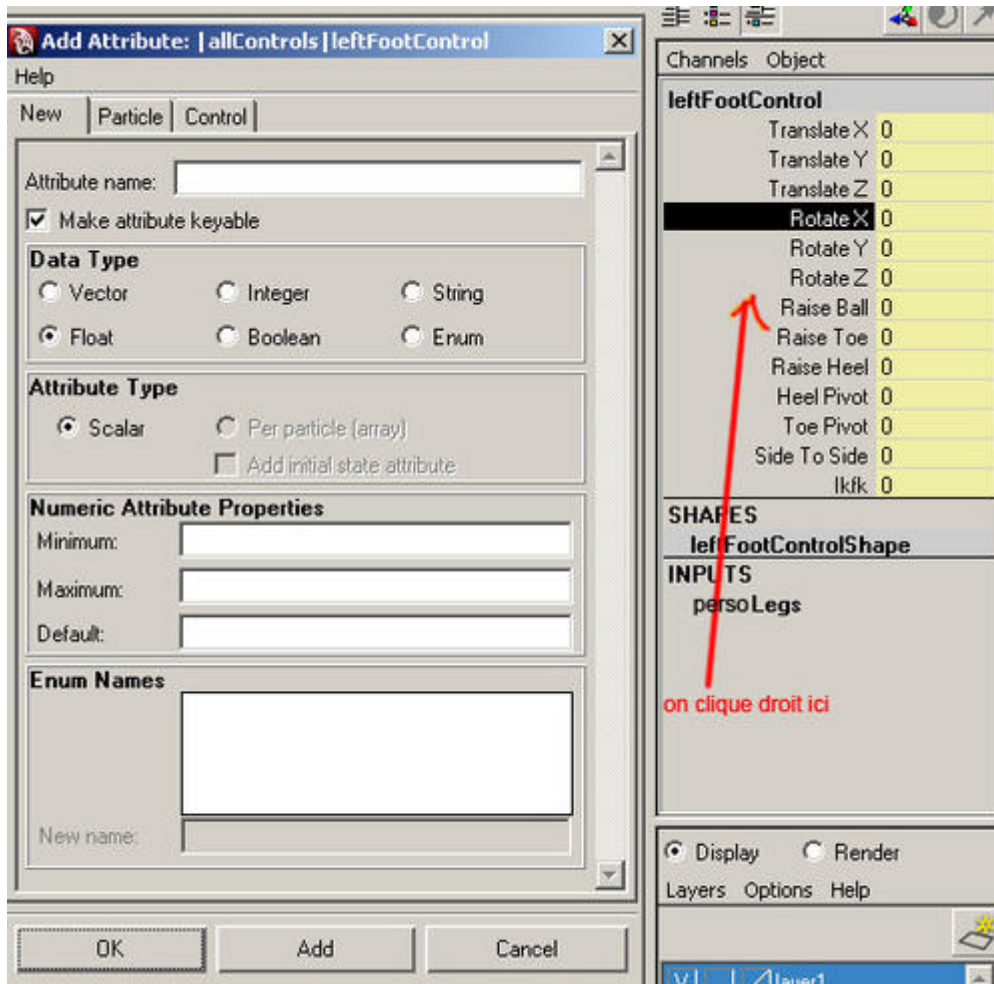 Add Attribute: |allControls|leftFootControl
Help
New Particle Control
Attribute name:
Make attribute keyable
Data Type
Vector Integer String
Float Boolean Enum
Attribute Type
Scalar Per particle (array)
Add initial state attribute
Numeric Attribute Properties
Minimum:
Maximum:
Default:
Enum Names
New name:
OK Add Cancel
Channels Object
leftFootControl
Translate X 0
Translate Y 0
Translate Z 0
Rotate X 0
Rotate Y 0
Rotate Z 0
Raise Ball 0
Raise Toe 0
Raise Heel 0
Heel Pivot 0
Toe Pivot 0
Side To Side 0
Ikfk 0
SHAPES
leftFootControlShape
INPUTS
persoLegs
on clique droit ici
Display Render
Layers Options Help
V layer1